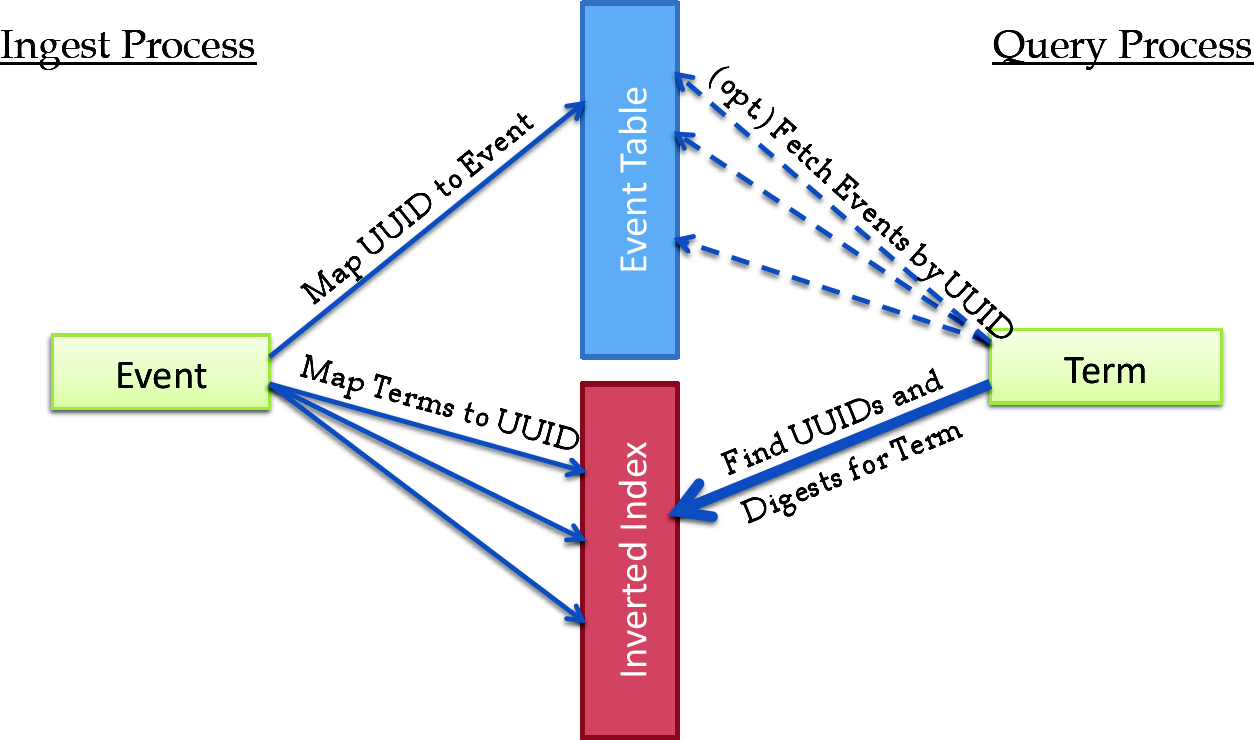 Ingest Process
Query Process
Event Table
(opt.) Fetch Events by UUID
Map UUID to Event
Event
Term
Map Terms to UUID
Find UUIDs and
Digests for Term
Inverted Index